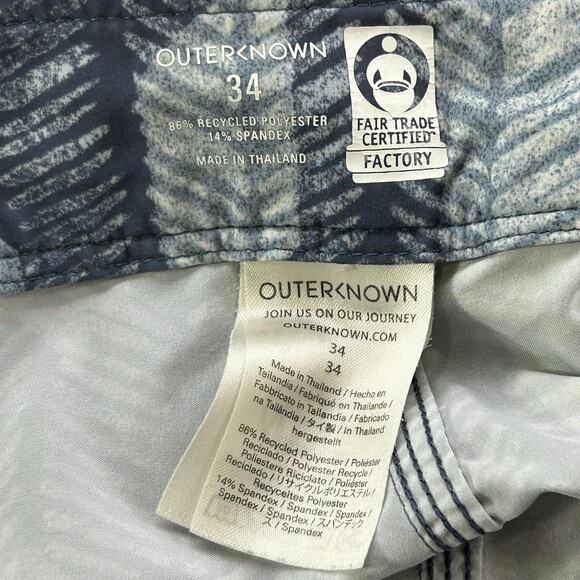 OUTERKNOWN
34
86% RECYCLED POLYESTER
14% SPANDEX
MADE IN THAILAND
FAIR TRADE
CERTIFIED™
FACTORY
OUTERKNOWN
JOIN US ON OUR JOURNEY
OUTERKNOWN.COM
34
34
Made in Thailand / Hecho en
Tailandia / Fabriqué en Thaïlande /
Fabbricato in Tailandia / Fabricado
na Tailândia / タイ製 / In Thailand
hergestellt
86% Recycled Polyester / Poliéster
Reciclado / Polyester Recyclé /
Poliestere Riciclato / Poliéster
Reciclado / リサイクルポリエステル /
Recyceltes Polyester
14% Spandex / Spandex / Spandex /
Spandex / Spandex / スパンデック
ス / Spandex